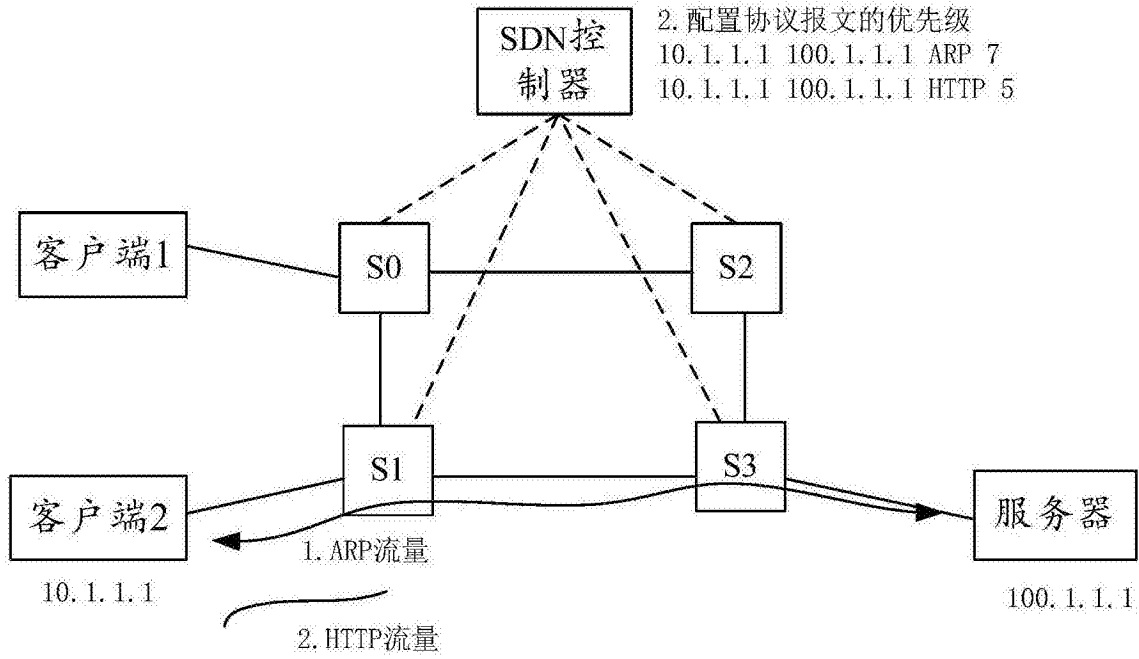 SDN控
制器
2.配置协议报文的优先级
10.1.1.1 100.1.1.1 ARP 7
10.1.1.1 100.1.1.1 HTTP 5
客户端1
S0
S2
客户端2
S1
S3
服务器
1.ARP流量
10.1.1.1
100.1.1.1
2.HTTP流量